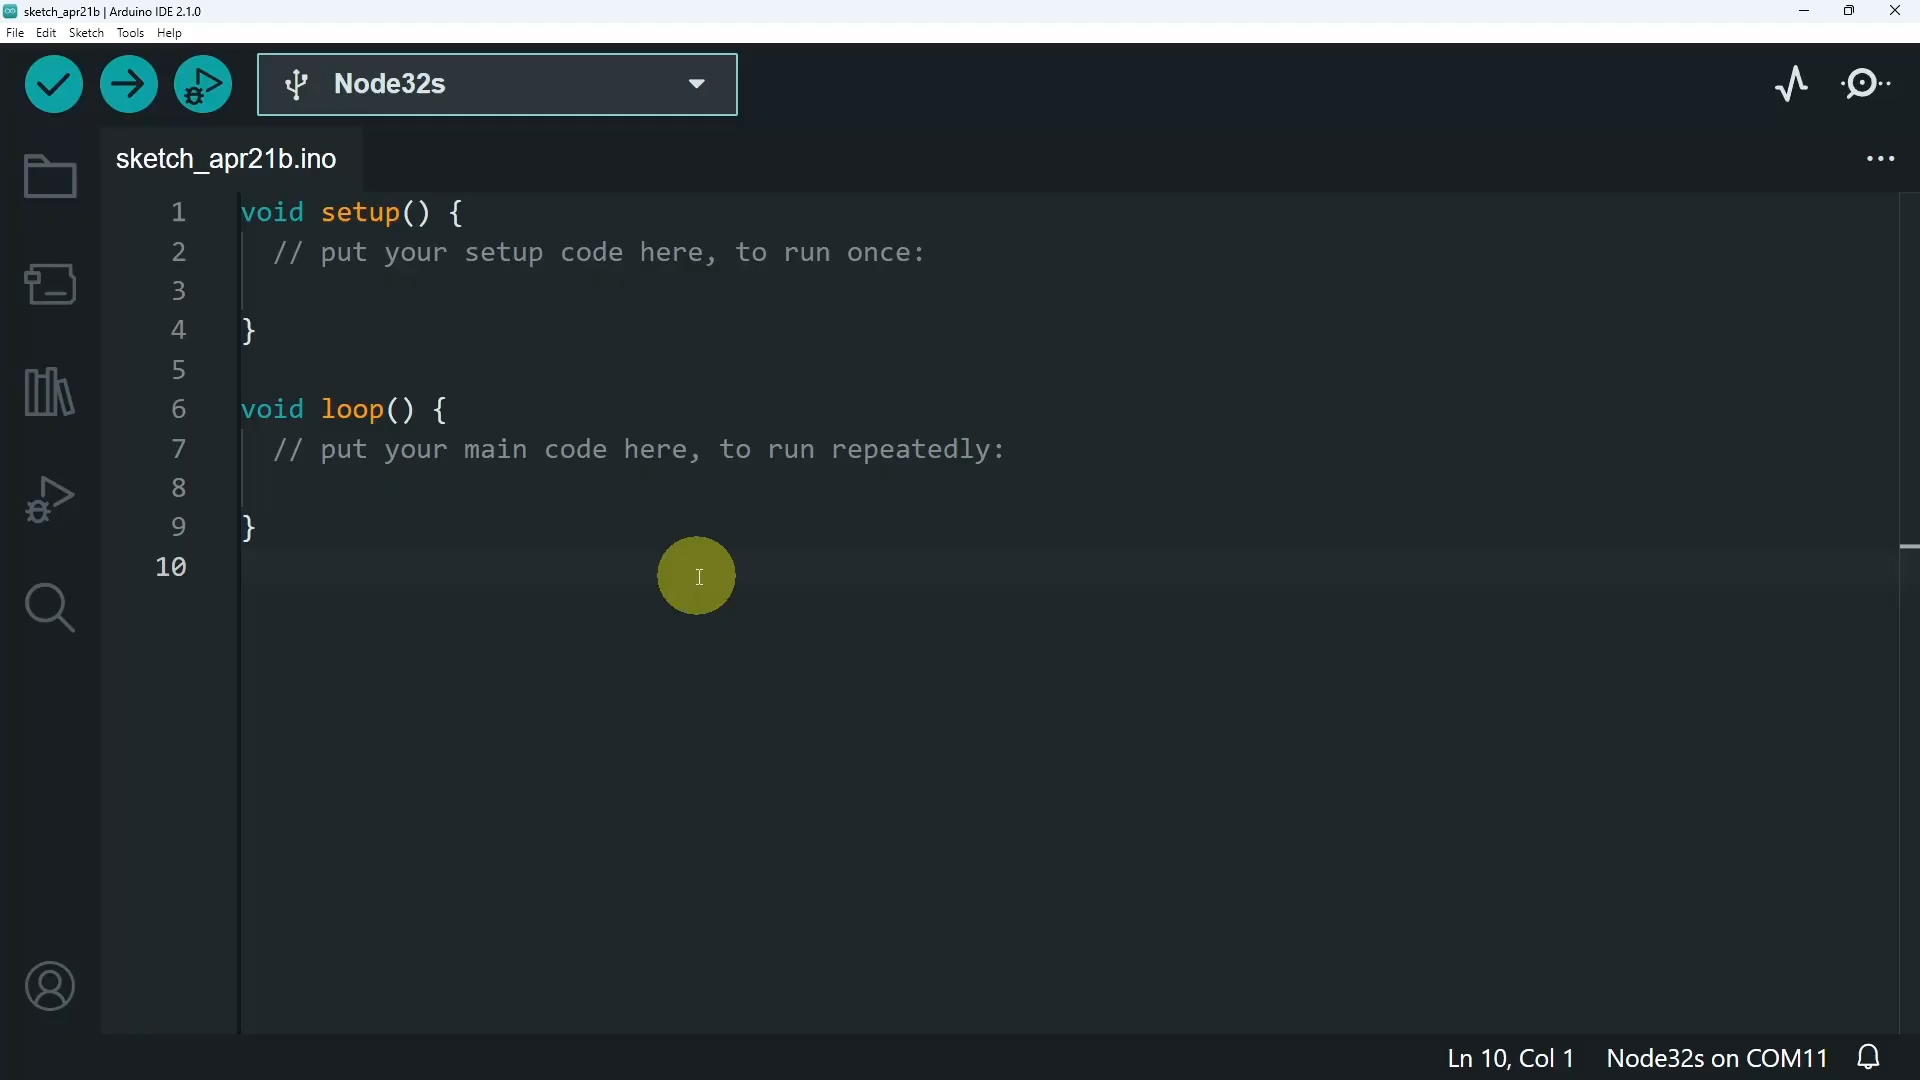 sketch_apr21b | Arduino IDE 2.1.0
File Edit Sketch Tools Help
Node32s
sketch_apr21b.ino
1 void setup() {
2 // put your setup code here, to run once:
3
4 }
5
6 void loop() {
7 // put your main code here, to run repeatedly:
8
9 }
10
Ln 10, Col 1 Node32s on COM11